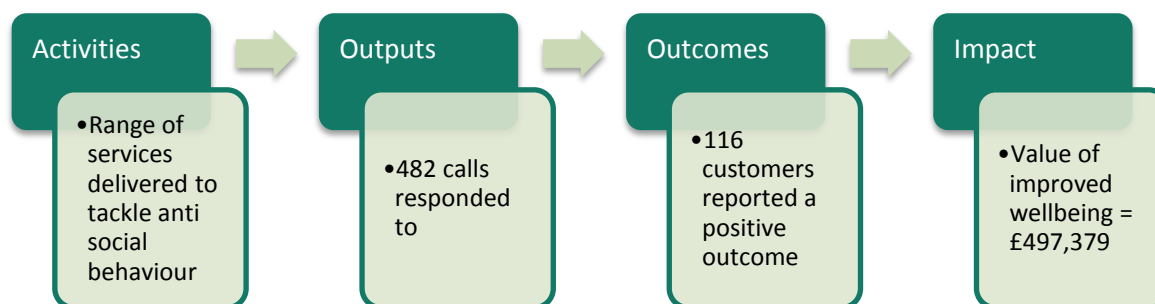 Activities
•Range of
services
delivered to
tackle anti
social
behaviour
Outputs
•482 calls
responded
to
Outcomes
•116
customers
reported a
positive
outcome
Impact
•Value of
improved
wellbeing =
£497,379